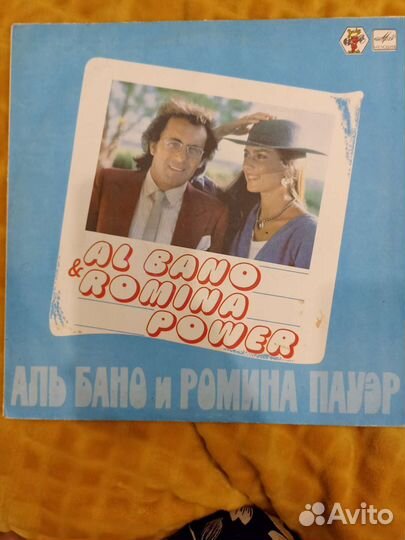 AL BANO
& ROMINA
POWER
АЛЬ БАНО и РОМИНА ПАУЭР
Avito